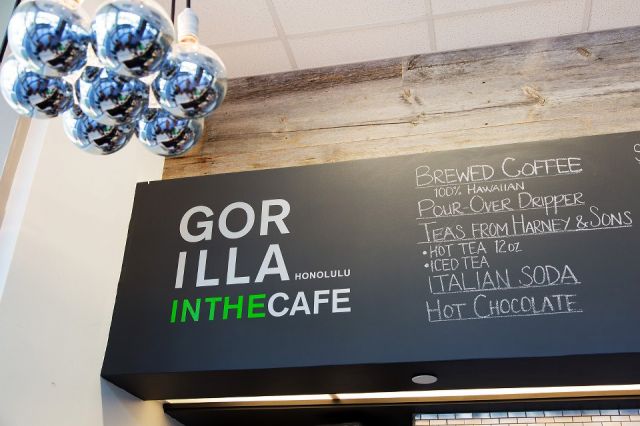 GOR
ILLA HONOLULU
INTHECAFE
BREWED COFFEE
100% HAWAIIAN
POUR OVER DRIPPER
TEAS FROM HARNEY & SONS
• HOT TEA 12oz
• ICED TEA
ITALIAN SODA
HOT CHOCOLATE